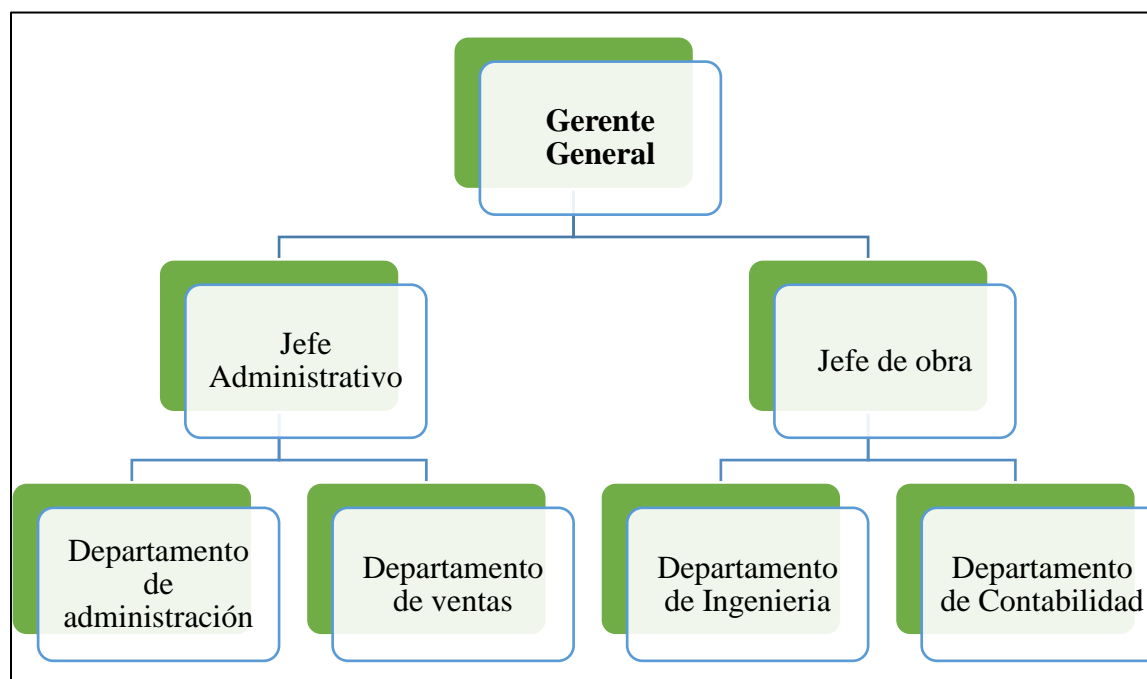 Gerente
General
Jefe
Administrativo
Jefe de obra
Departamento
de
administración
Departamento
de ventas
Departamento
de Ingenieria
Departamento
de Contabilidad